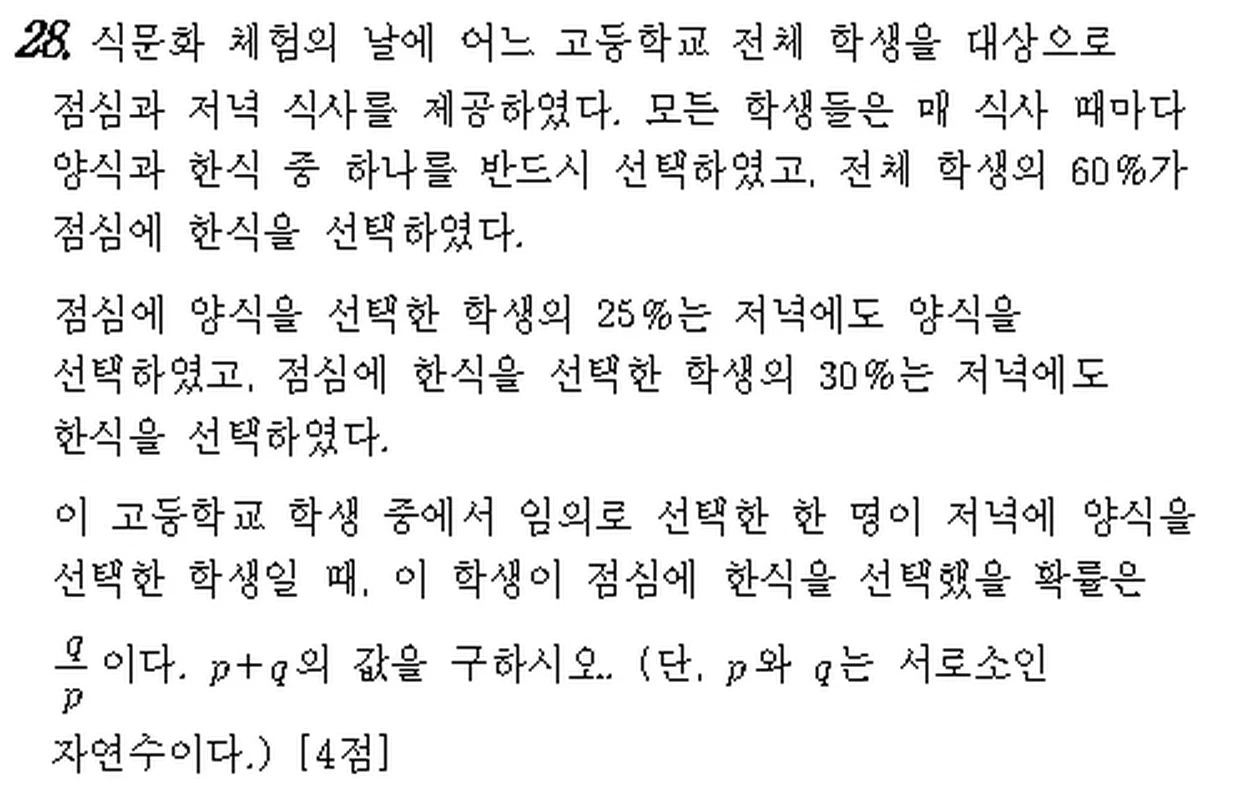 28. 식문화 체험의 날에 어느 고등학교 전체 학생을 대상으로
점심과 저녁 식사를 제공하였다. 모든 학생들은 매 식사 때마다
양식과 한식 중 하나를 반드시 선택하였고, 전체 학생의 60%가
점심에 한식을 선택하였다.
점심에 양식을 선택한 학생의 25%는 저녁에도 양식을
선택하였고, 점심에 한식을 선택한 학생의 30%는 저녁에도
한식을 선택하였다.
이 고등학교 학생 중에서 임의로 선택한 한 명이 저녁에 양식을
선택한 학생일 때, 이 학생이 점심에 한식을 선택했을 확률은
q/p 이다. p+q의 값을 구하시오. (단, p와 q는 서로소인
자연수이다.) [4점]